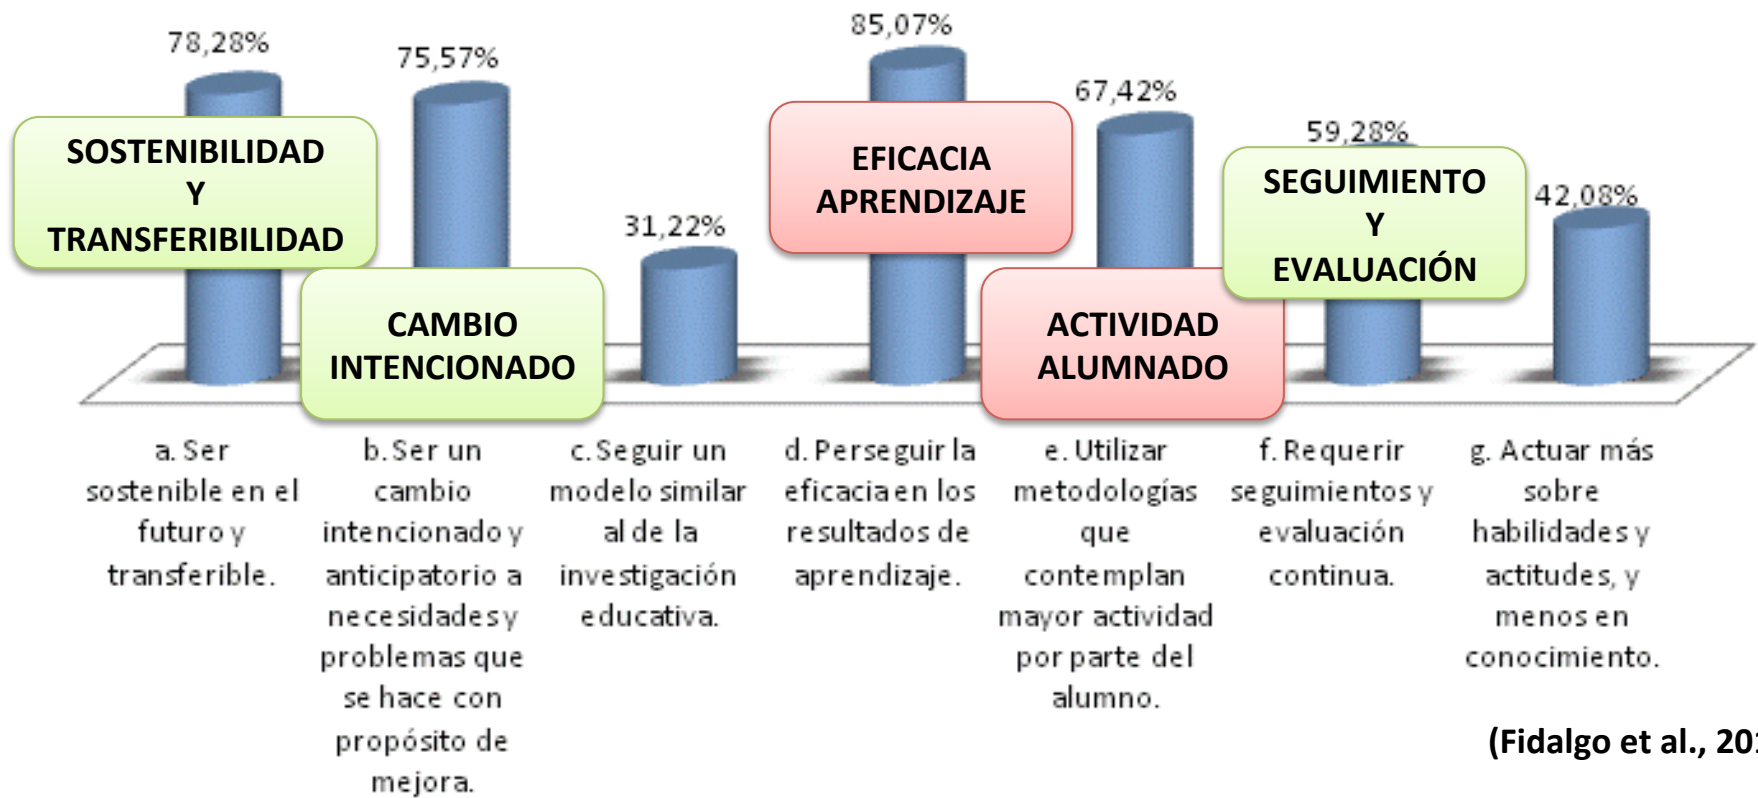 78,28%
75,57%
31,22%
85,07%
67,42%
59,28%
42,08%
SOSTENIBILIDAD
Y
TRANSFERIBILIDAD
CAMBIO
INTENCIONADO
EFICACIA
APRENDIZAJE
ACTIVIDAD
ALUMNADO
SEGUIMIENTO
Y
EVALUACIÓN
a. Ser
sostenible en el
futuro y
transferible.
b. Ser un
cambio
intencionado y
anticipatorio a
necesidades y
problemas que
se hace con
propósito de
mejora.
c. Seguir un
modelo similar
al de la
investigación
educativa.
d. Perseguir la
eficacia en los
resultados de
aprendizaje.
e. Utilizar
metodologías
que
contemplan
mayor actividad
por parte del
alumno.
f. Requerir
seguimientos y
evaluación
continua.
g. Actuar más
sobre
habilidades y
actitudes, y
menos en
conocimiento.
(Fidalgo et al.,